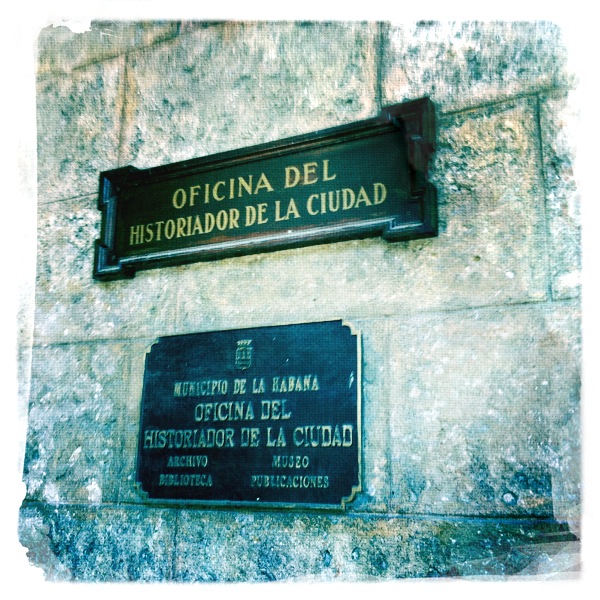 OFICINA DEL
HISTORIADOR DE LA CIUDAD
MUNICIPIO DE LA HABANA
OFICINA DEL
HISTORIADOR DE LA CIUDAD
ARCHIVO MUSEO
BIBLIOTECA PUBLICACIONES